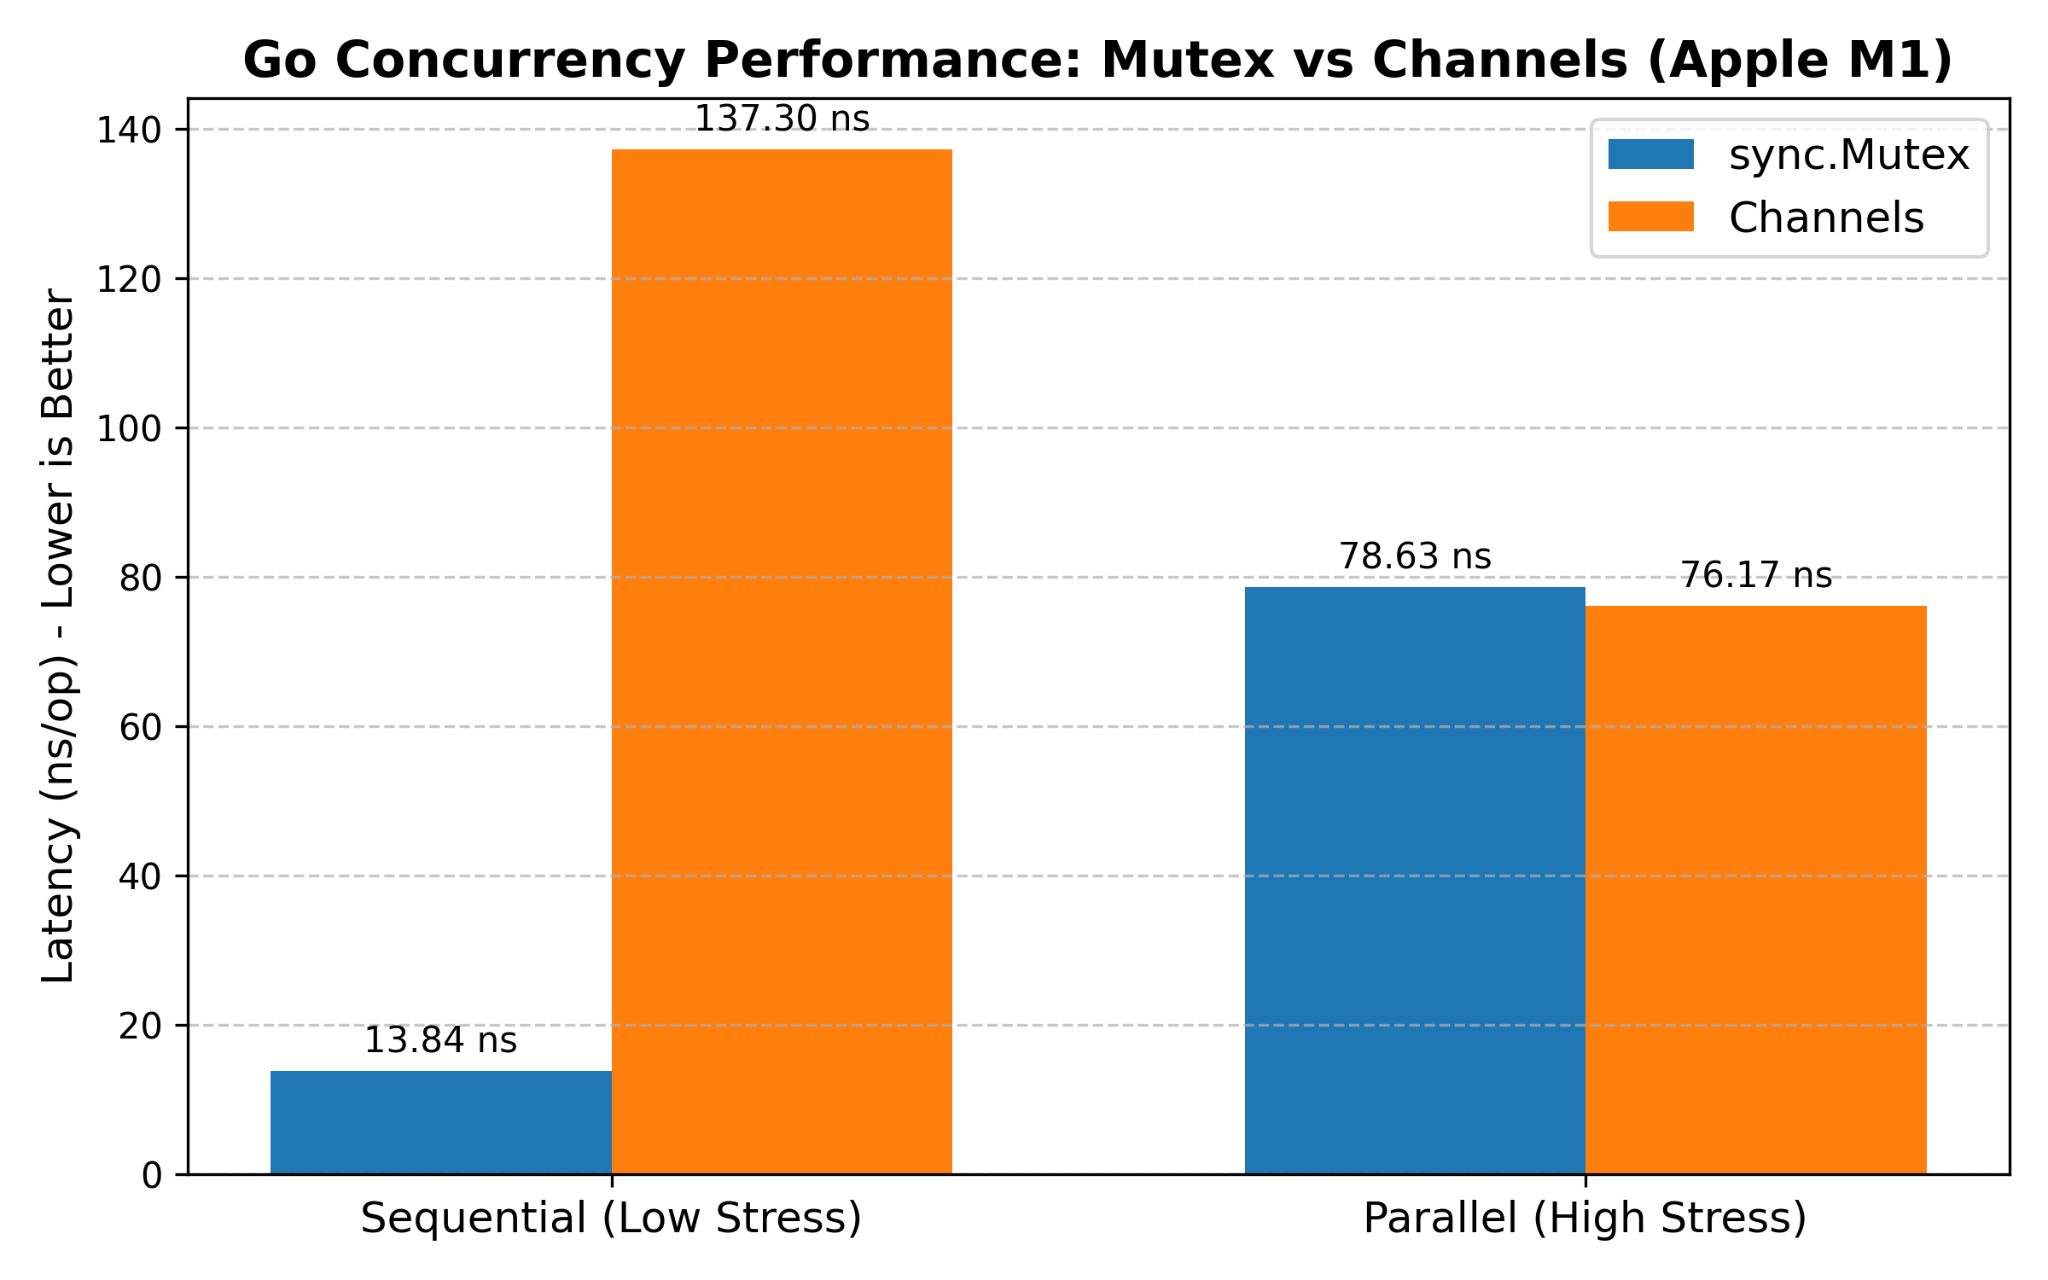 Go Concurrency Performance: Mutex vs Channels (Apple M1)
Latency (ns/op) - Lower is Better
140
120
100
80
60
40
20
0
137.30 ns
13.84 ns
78.63 ns
76.17 ns
sync.Mutex
Channels
Sequential (Low Stress)
Parallel (High Stress)